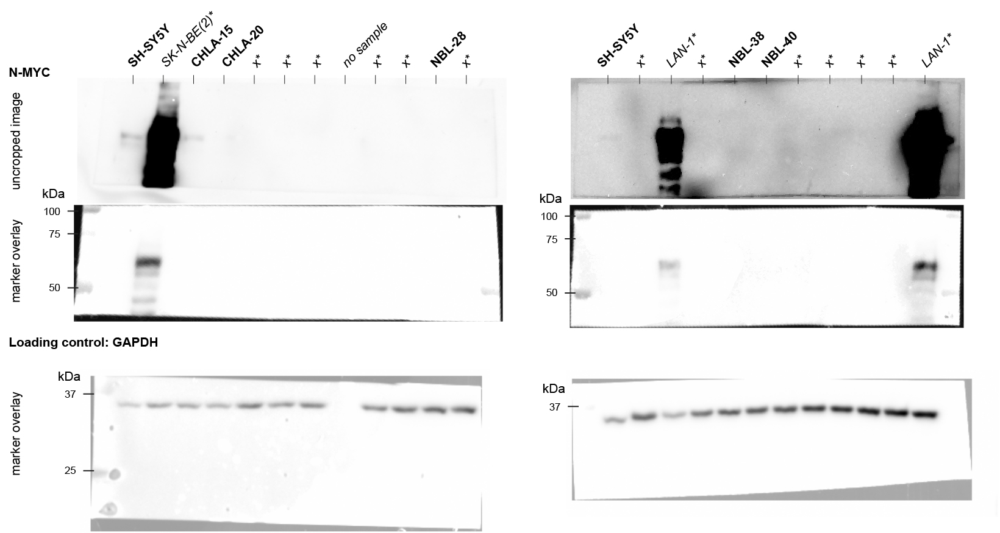 SH-SY5Y
SK-N-BE(2)*
CHLA-15
CHLA-20
x*
x*
x*
no sample
x*
x*
NBL-28
x*
SH-SY5Y
x*
LAN-1*
x*
NBL-38
NBL-40
x*
x*
x*
x*
LAN-1*
N-MYC
uncropped image
kDa
100
75
50
marker overlay
kDa
100
75
50
Loading control: GAPDH
kDa
37
25
marker overlay
kDa
37